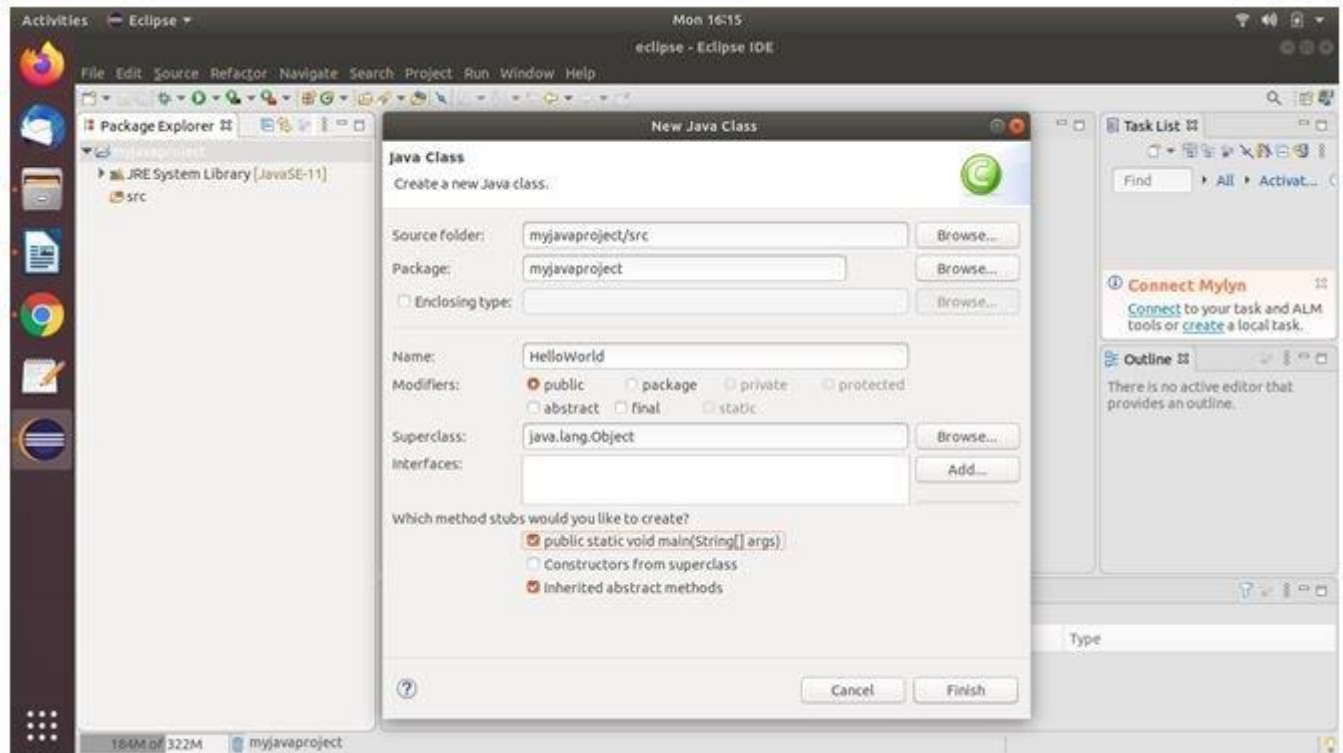 Activities Eclipse Mon 16:15
eclipse - Eclipse IDE
File Edit Source Refactor Navigate Search Project Run Window Help
Package Explorer
myjavaproject
JRE System Library [JavaSE-11]
src
New Java Class
Java Class
Create a new Java class.
Source folder: myjavaproject/src Browse...
Package: myjavaproject Browse...
Enclosing type: Browse...
Name: HelloWorld
Modifiers: public package private protected
abstract final static
Superclass: java.lang.Object Browse...
Interfaces: Add...
Which method stubs would you like to create?
public static void main(String[] args)
Constructors from superclass
Inherited abstract methods
Cancel Finish
Task List
Find All Activat...
Connect Mylyn
Connect to your task and ALM
tools or create a local task.
Outline
There is no active editor that
provides an outline.
Type
184M of 322M myjavaproject